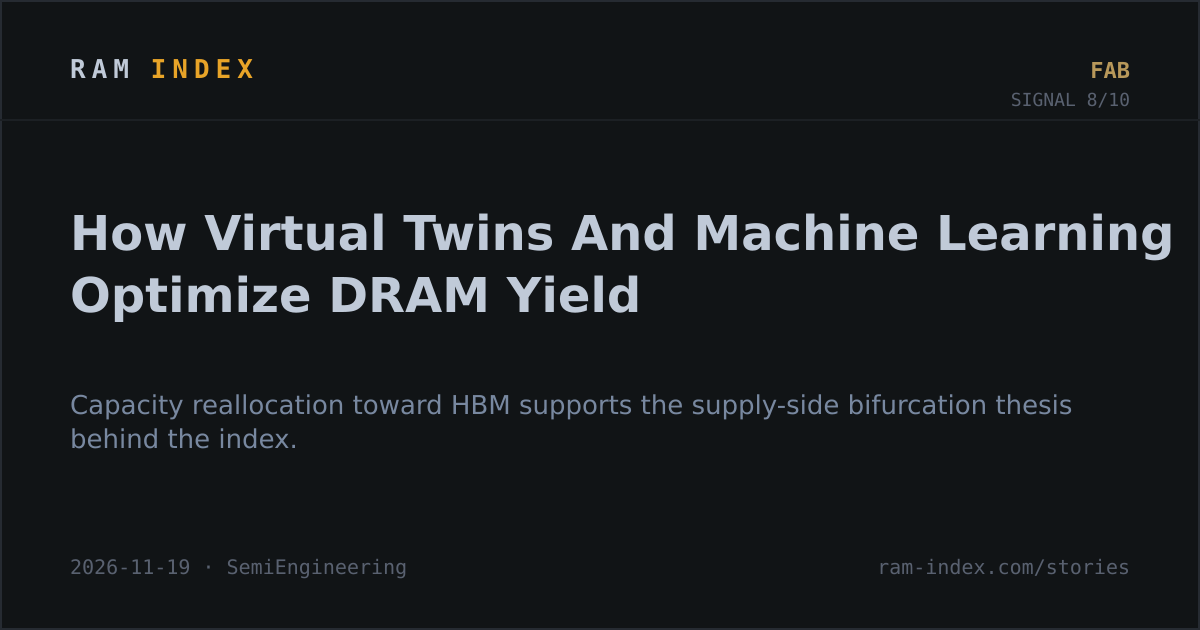 RAM INDEX
FAB
SIGNAL 8/10
How Virtual Twins And Machine Learning
Optimize DRAM Yield
Capacity reallocation toward HBM supports the supply-side bifurcation thesis
behind the index.
2026-11-19 · SemiEngineering
ram-index.com/stories